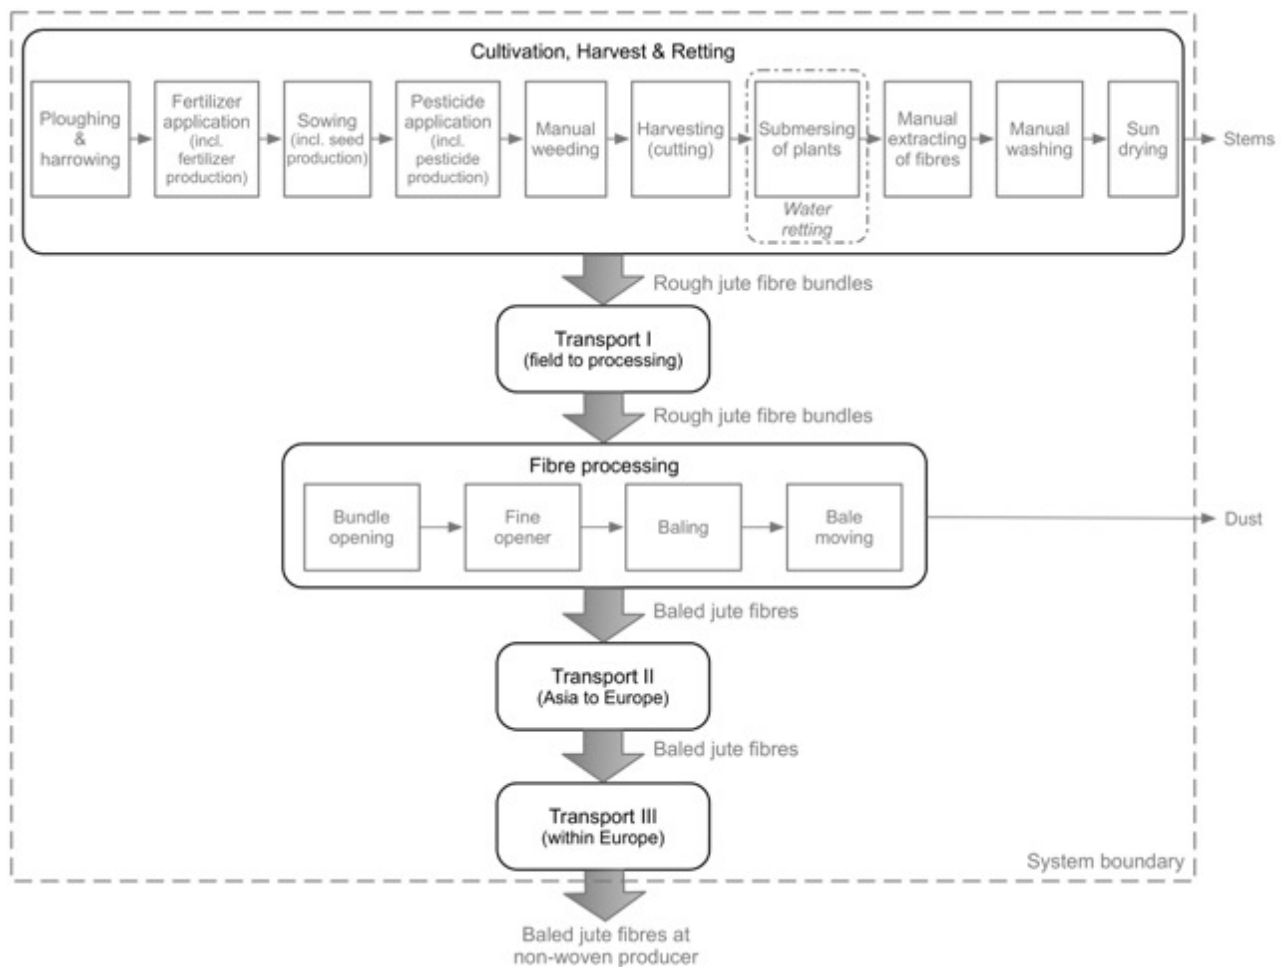 Cultivation, Harvest & Retting
Ploughing
&
harrowing
Fertilizer
application
(incl.
fertilizer
production)
Sowing
(incl. seed
production)
Pesticide
application
(incl.
pesticide
production)
Manual
weeding
Harvesting
(cutting)
Submersing
of plants
Water
retting
Manual
extracting
of fibres
Manual
washing
Sun
drying
Stems
Rough jute fibre bundles
Transport I
(field to processing)
Rough jute fibre bundles
Fibre processing
Bundle
opening
Fine
opener
Baling
Bale
moving
Dust
Baled jute fibres
Transport II
(Asia to Europe)
Baled jute fibres
Transport III
(within Europe)
System boundary
Baled jute fibres at
non-woven producer